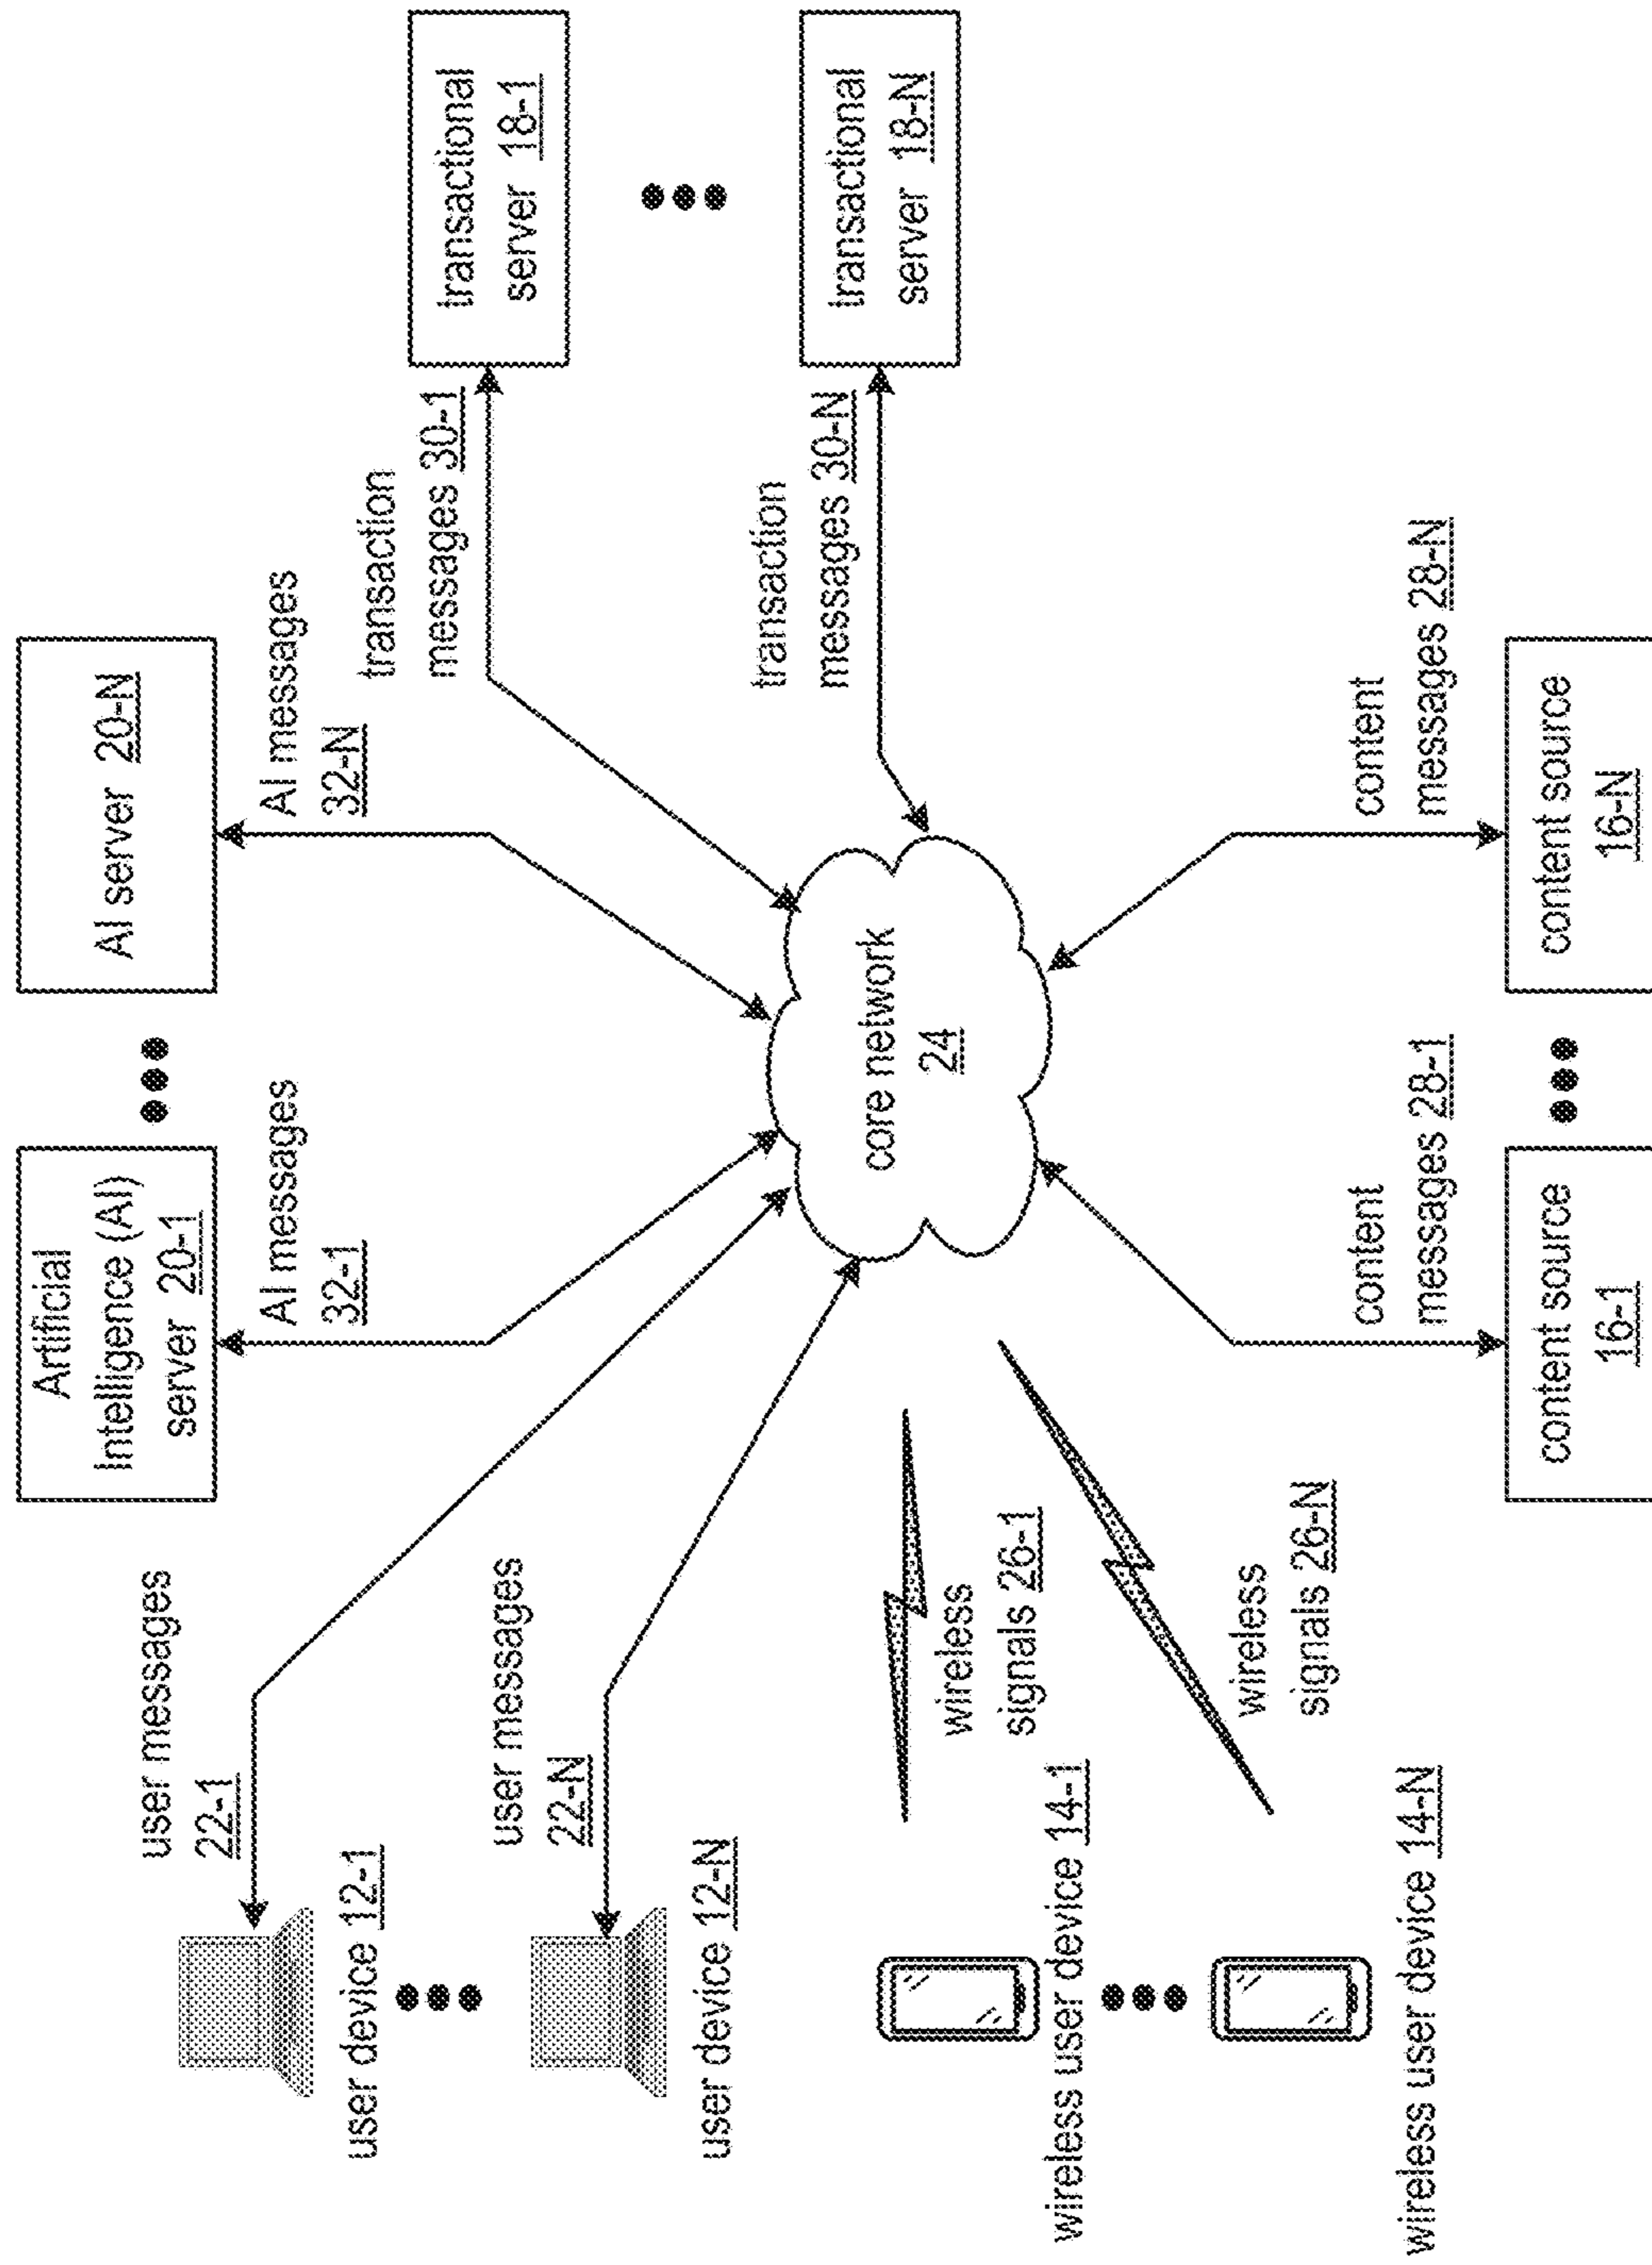 Artificial
Intelligence (AI)
server 20-1
AI server 20-N
AI messages
32-1
AI messages
32-N
user messages
22-1
user device 12-1
user messages
22-N
user device 12-N
transaction
messages 30-1
transactional
server 18-1
transaction
messages 30-N
transactional
server 18-N
core network
24
wireless
signals 26-1
wireless user device 14-1
wireless
signals 26-N
wireless user device 14-N
content
messages 28-1
content
messages 28-N
content source
16-1
content source
16-N